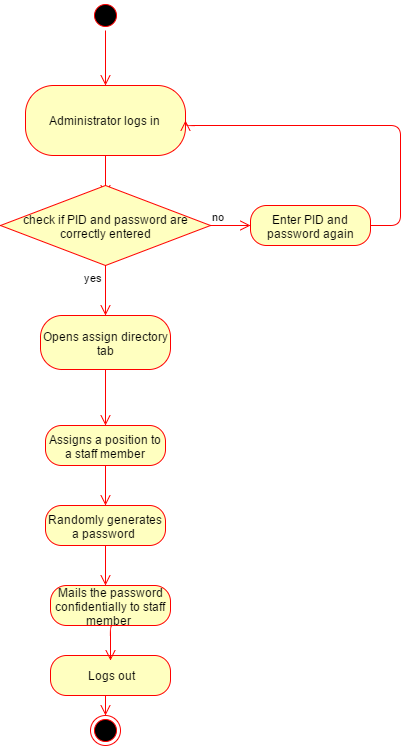 Administrator logs in
check if PID and password are
correctly entered
no
Enter PID and
password again
yes
Opens assign directory
tab
Assigns a position to
a staff member
Randomly generates
a password
Mails the password
confidentially to staff
member
Logs out